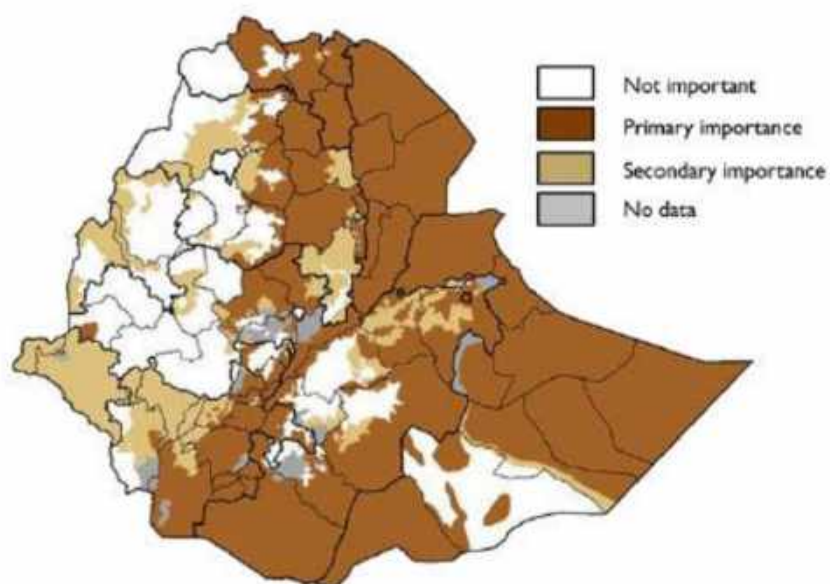 Not important
Primary importance
Secondary importance
No data